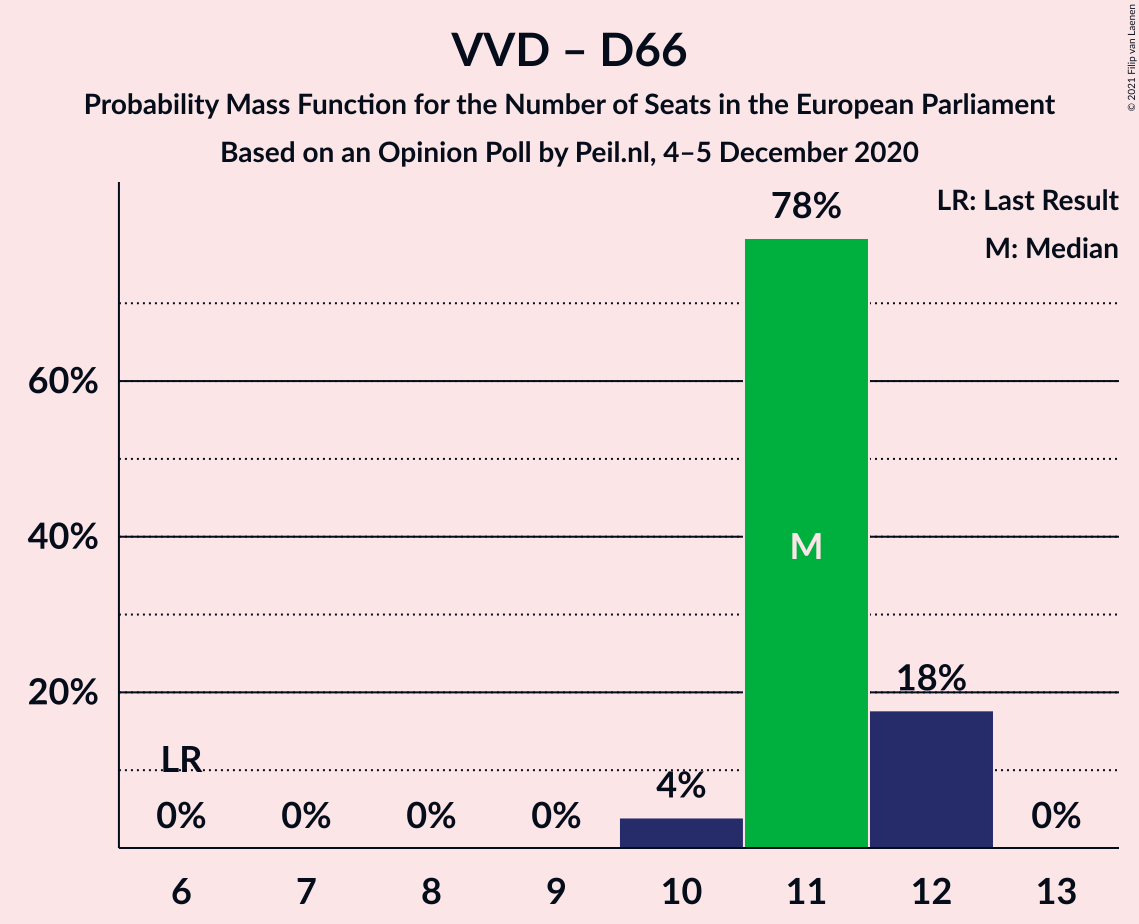 VVD – D66
Probability Mass Function for the Number of Seats in the European Parliament
Based on an Opinion Poll by Peil.nl, 4–5 December 2020
© 2021 Filip van Laenen
LR: Last Result
M: Median
78%
60%
40%
20%
M
18%
LR
4%
0% 0% 0% 0% 0%
6 7 8 9 10 11 12 13